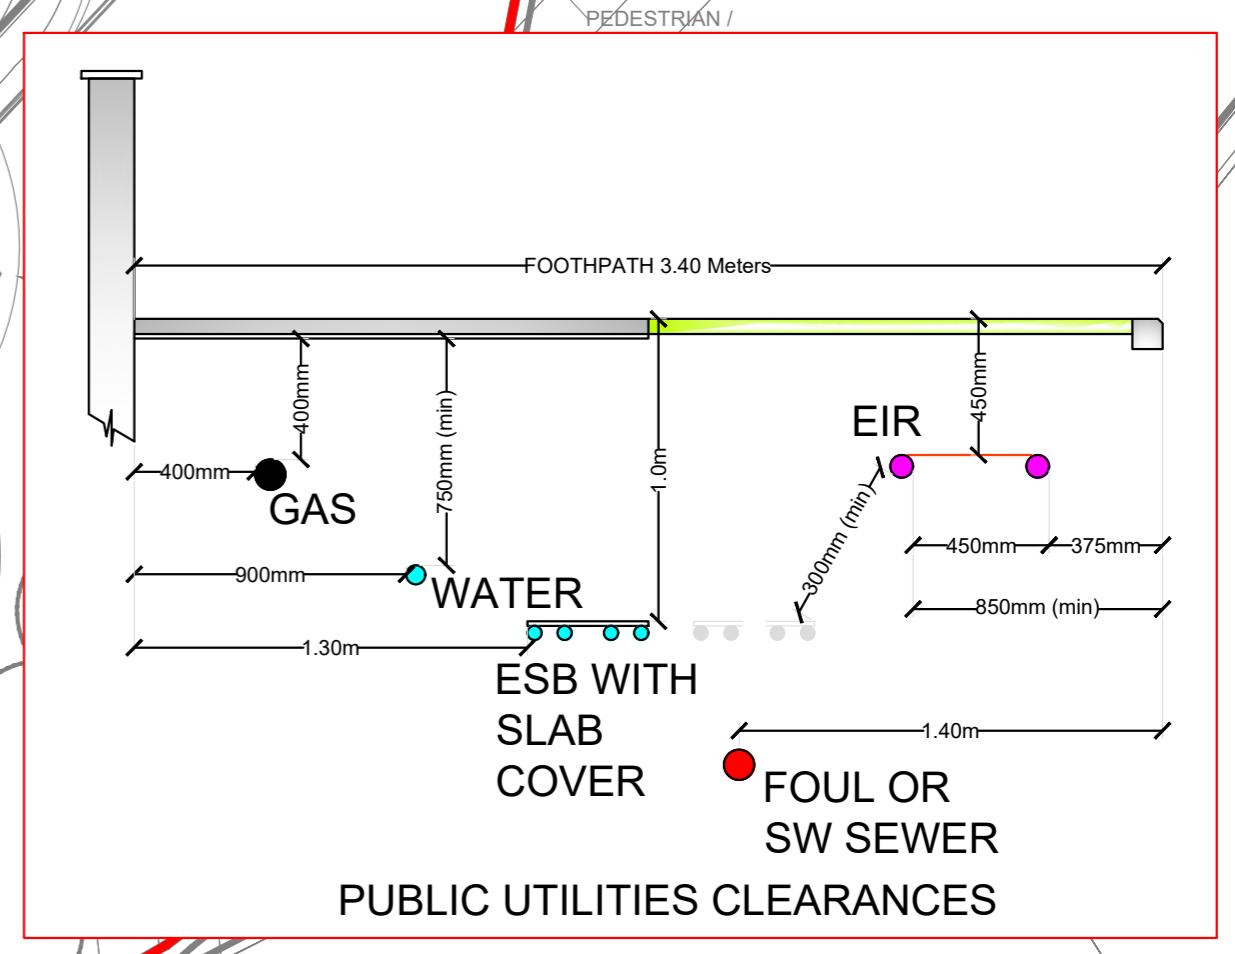 PEDESTRIAN /
FOOTHPATH 3.40 Meters
400mm
750mm (min)
1.0m
450mm
EIR
400mm
GAS
300mm (min)
450mm
375mm
900mm
WATER
850mm (min)
1.30m
ESB WITH
SLAB
COVER
1.40m
FOUL OR
SW SEWER
PUBLIC UTILITIES CLEARANCES